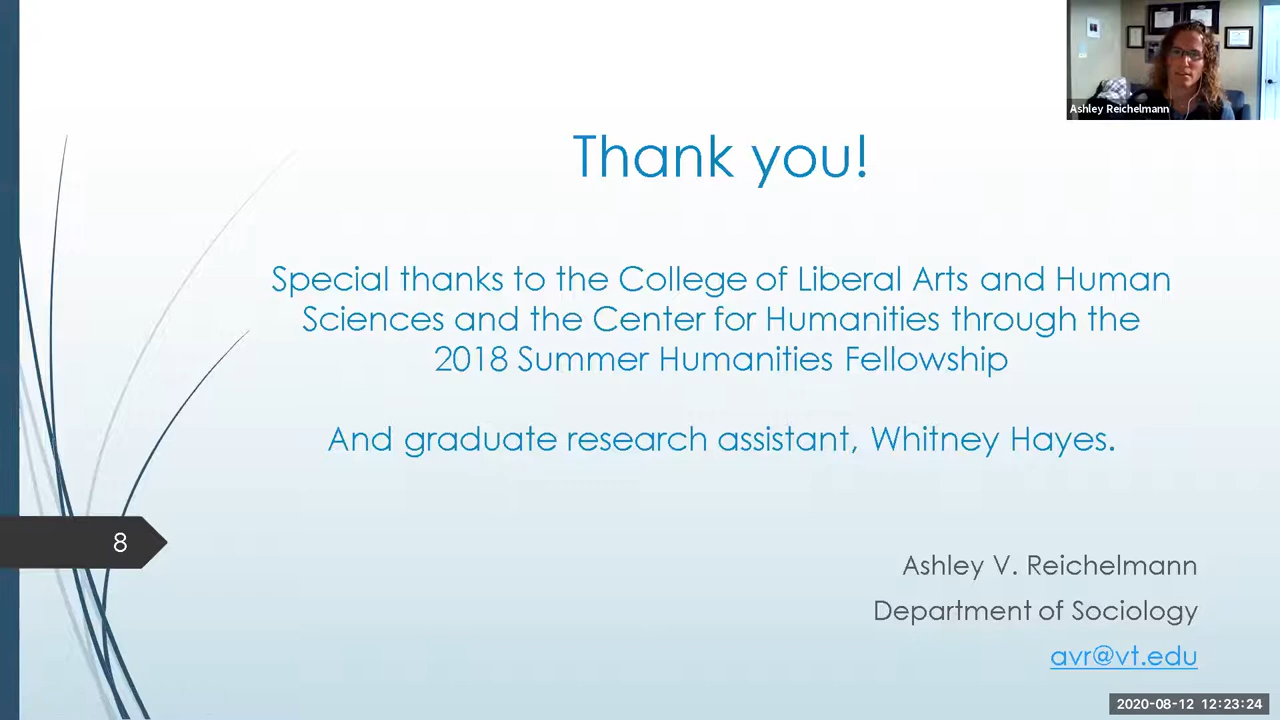 Ashley Reichelmann
Thank you!
Special thanks to the College of Liberal Arts and Human
Sciences and the Center for Humanities through the
2018 Summer Humanities Fellowship
And graduate research assistant, Whitney Hayes.
8
Ashley V. Reichelmann
Department of Sociology
avr@vt.edu
2020-08-12 12:23:24